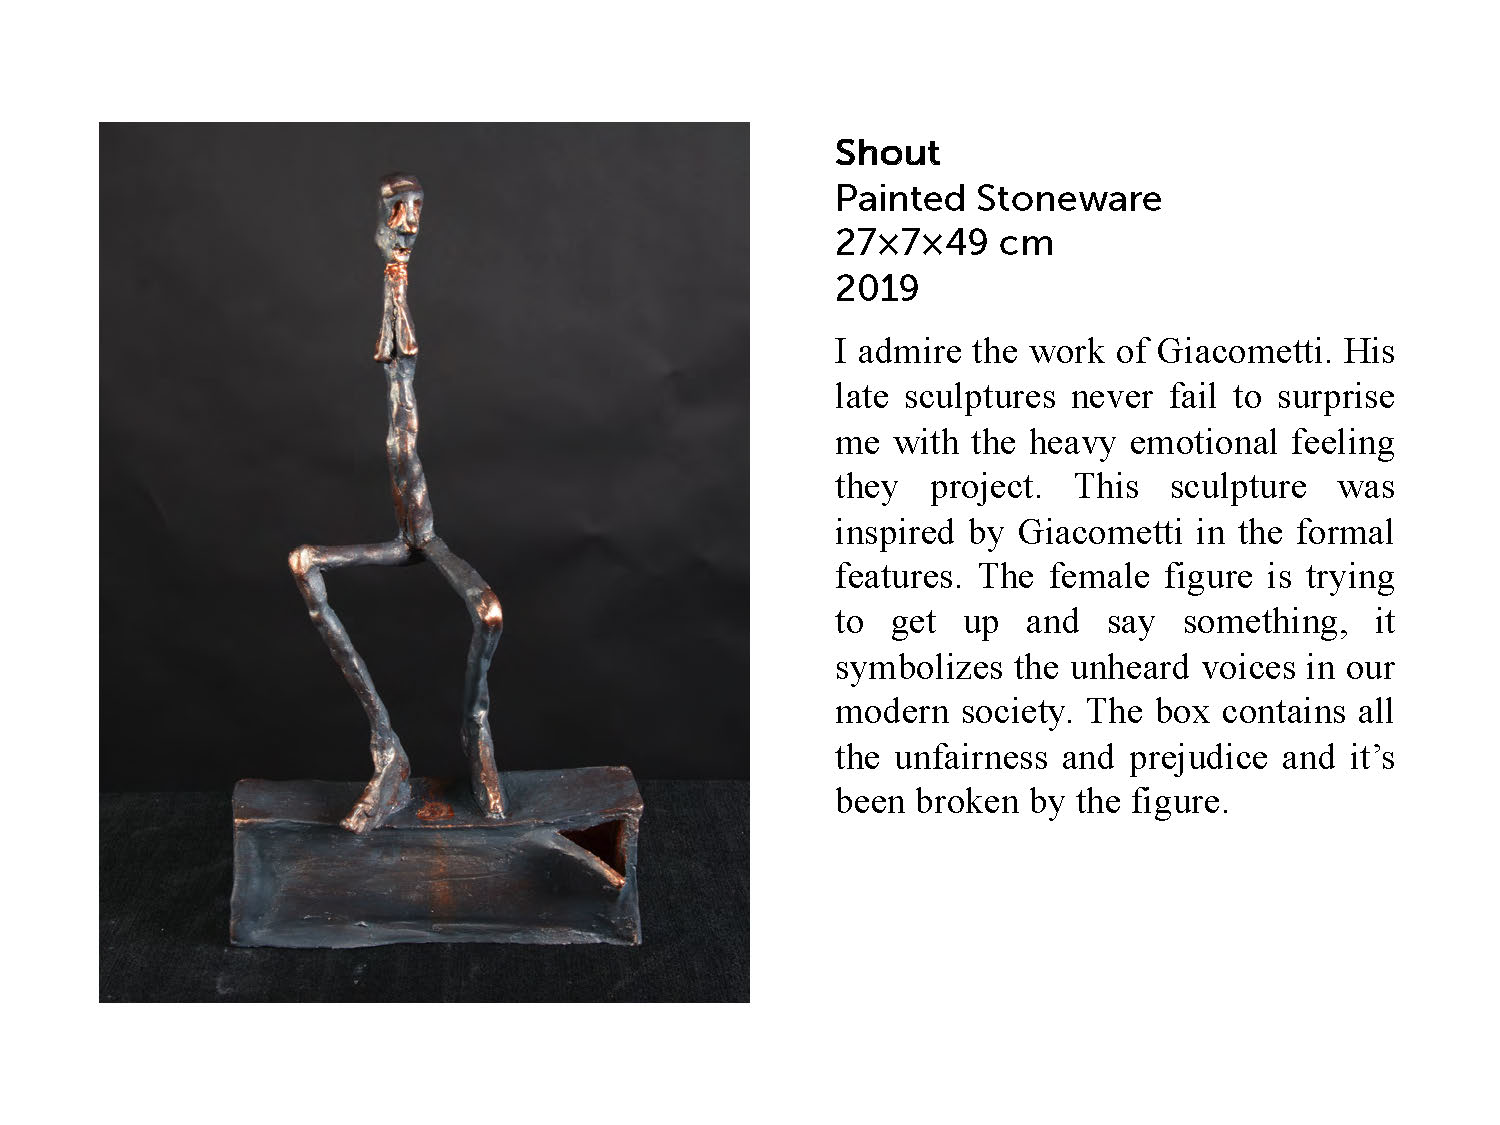 Shout
Painted Stoneware
27×7×49 cm
2019
I admire the work of Giacometti. His
late sculptures never fail to surprise
me with the heavy emotional feeling
they project. This sculpture was
inspired by Giacometti in the formal
features. The female figure is trying
to get up and say something, it
symbolizes the unheard voices in our
modern society. The box contains all
the unfairness and prejudice and it’s
been broken by the figure.